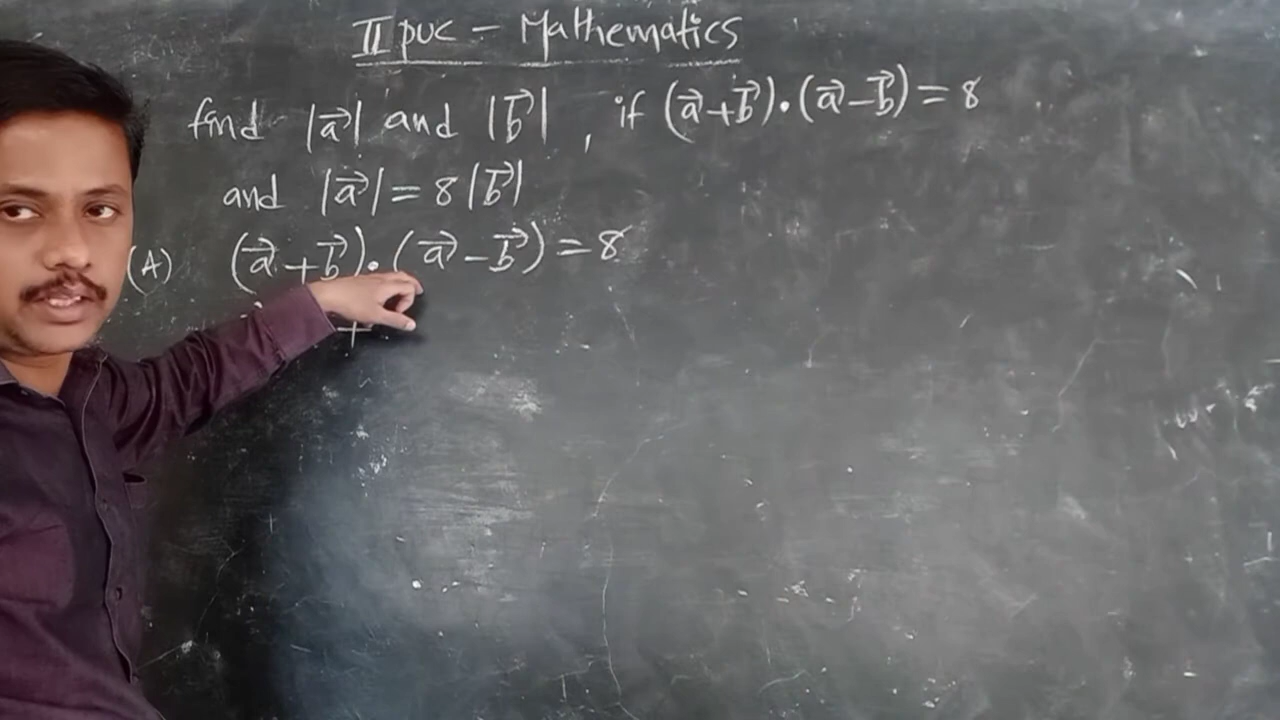 II puc - Mathematics
find |a⃗| and |b⃗|, if (a⃗+b⃗)·(a⃗-b⃗)=8
and |a⃗|=8|b⃗|
(A) (a⃗+b⃗)·(a⃗-b⃗)=8
+